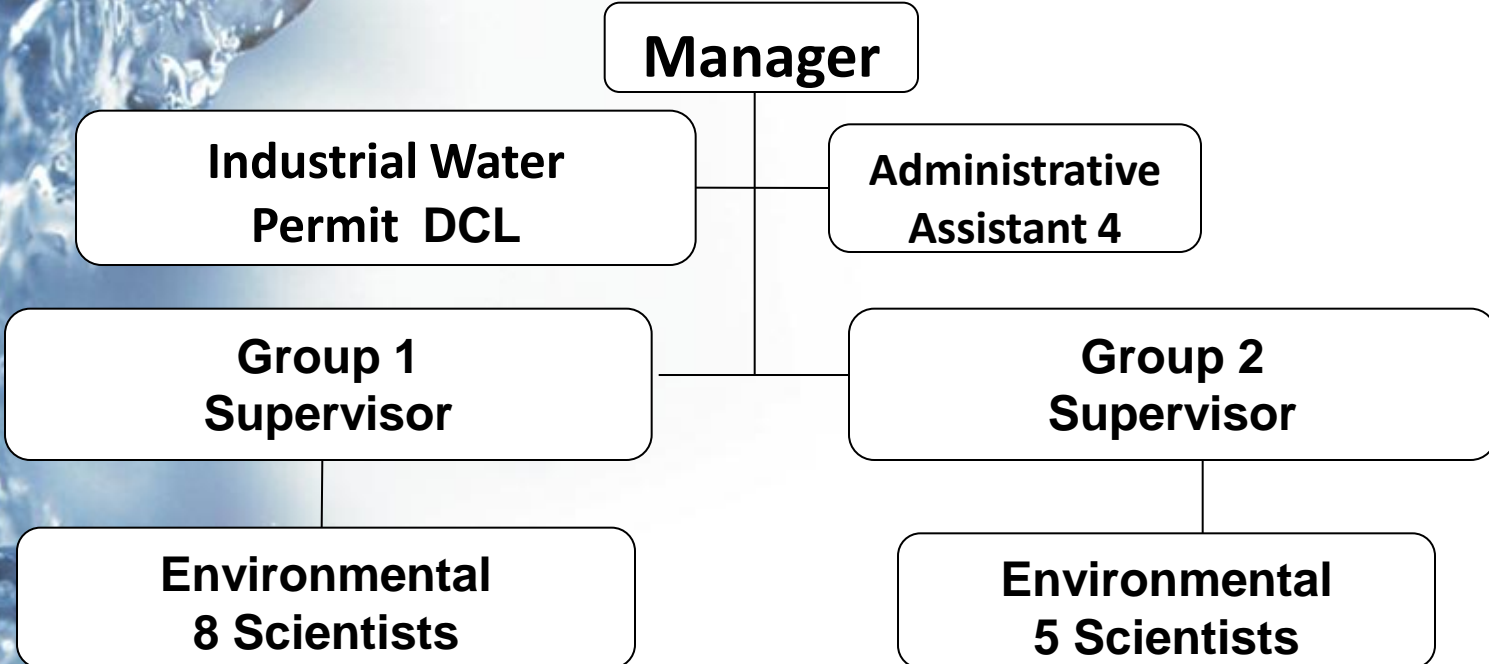 Manager
Industrial Water
Permit DCL
Administrative
Assistant 4
Group 1
Supervisor
Group 2
Supervisor
Environmental
8 Scientists
Environmental
5 Scientists